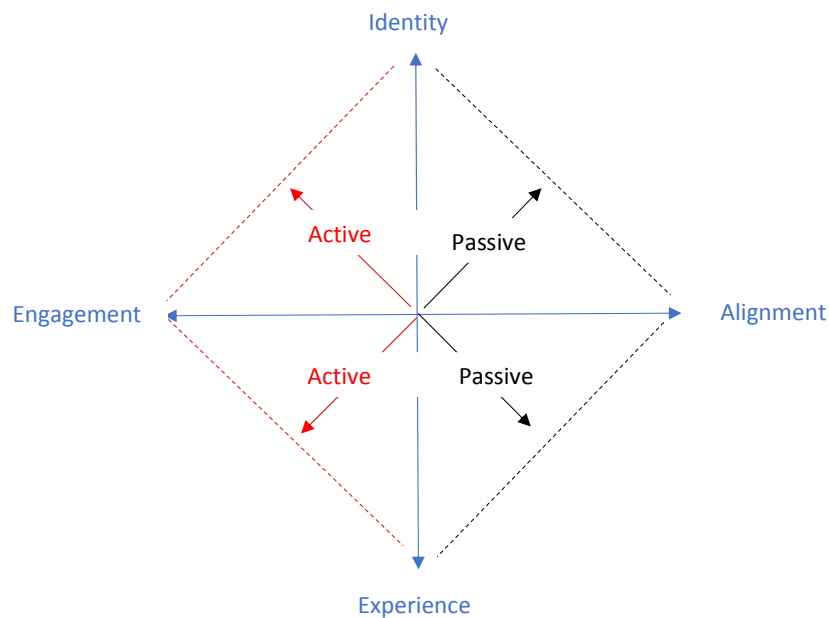 Identity
Active
Passive
Engagement
Alignment
Active
Passive
Experience